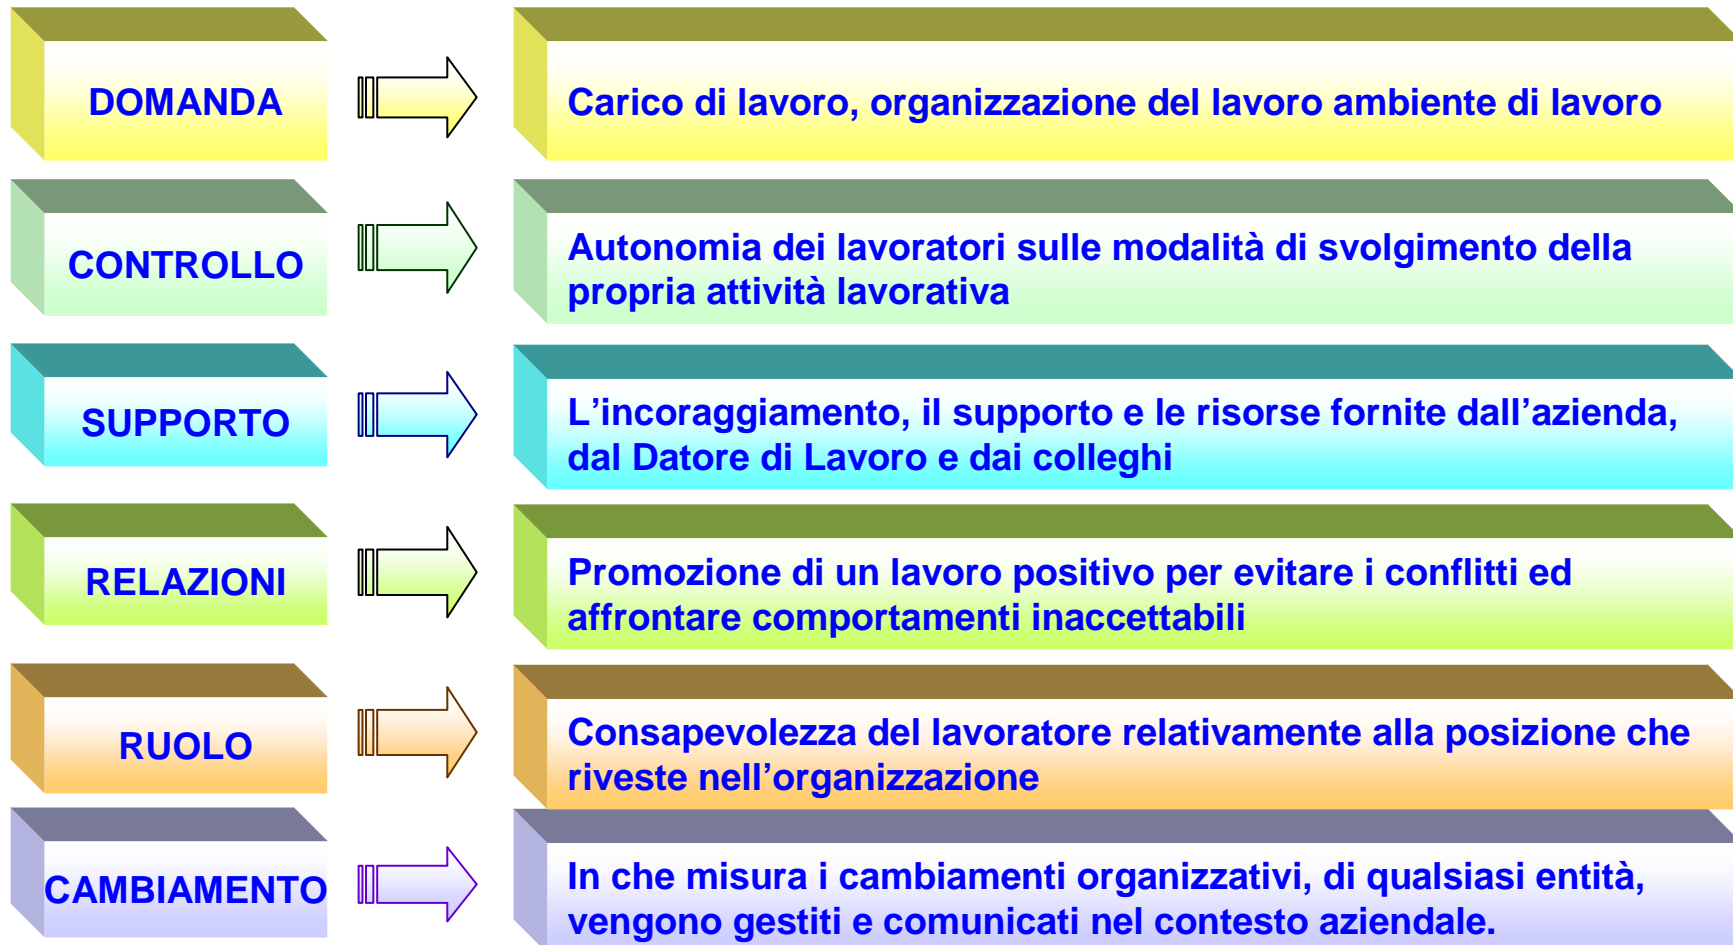 DOMANDA
Carico di lavoro, organizzazione del lavoro ambiente di lavoro
CONTROLLO
Autonomia dei lavoratori sulle modalità di svolgimento della
propria attività lavorativa
SUPPORTO
L’incoraggiamento, il supporto e le risorse fornite dall’azienda,
dal Datore di Lavoro e dai colleghi
RELAZIONI
Promozione di un lavoro positivo per evitare i conflitti ed
affrontare comportamenti inaccettabili
RUOLO
Consapevolezza del lavoratore relativamente alla posizione che
riveste nell’organizzazione
CAMBIAMENTO
In che misura i cambiamenti organizzativi, di qualsiasi entità,
vengono gestiti e comunicati nel contesto aziendale.